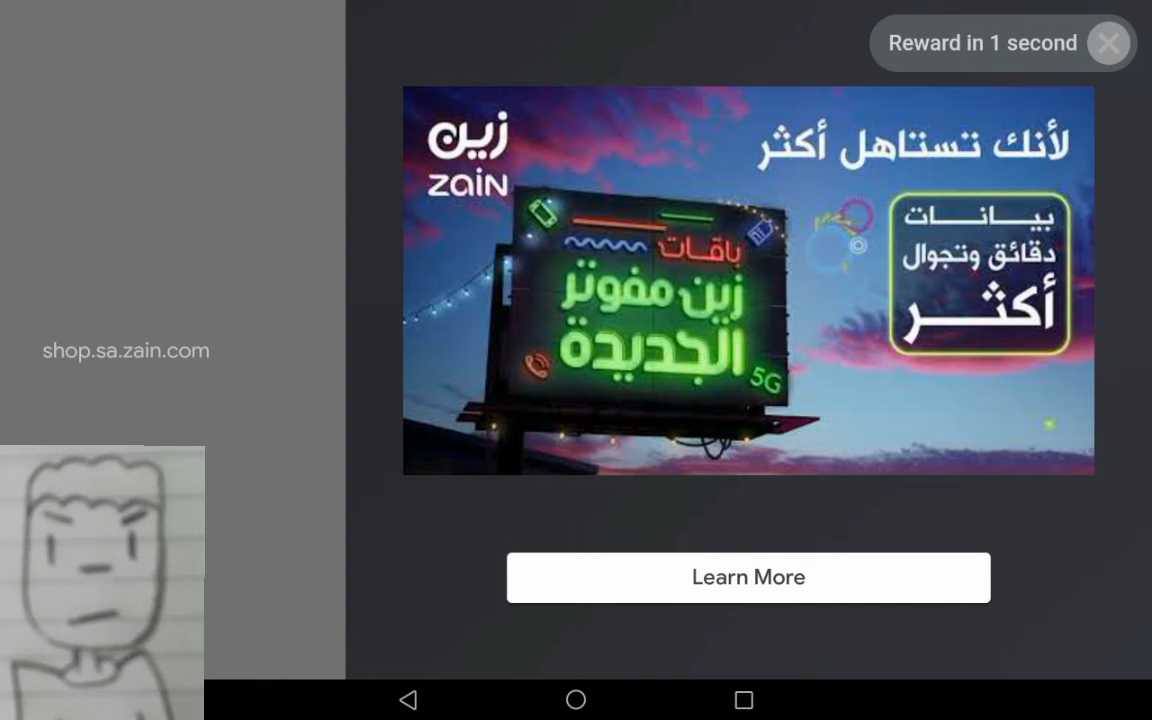 Reward in 1 second
زين
zain
لأنك تستاهل أكثر
بيانات
دقائق وتجوال
أكثر
باقات
زين مفوتر
الجديدة
5G
shop.sa.zain.com
Learn More